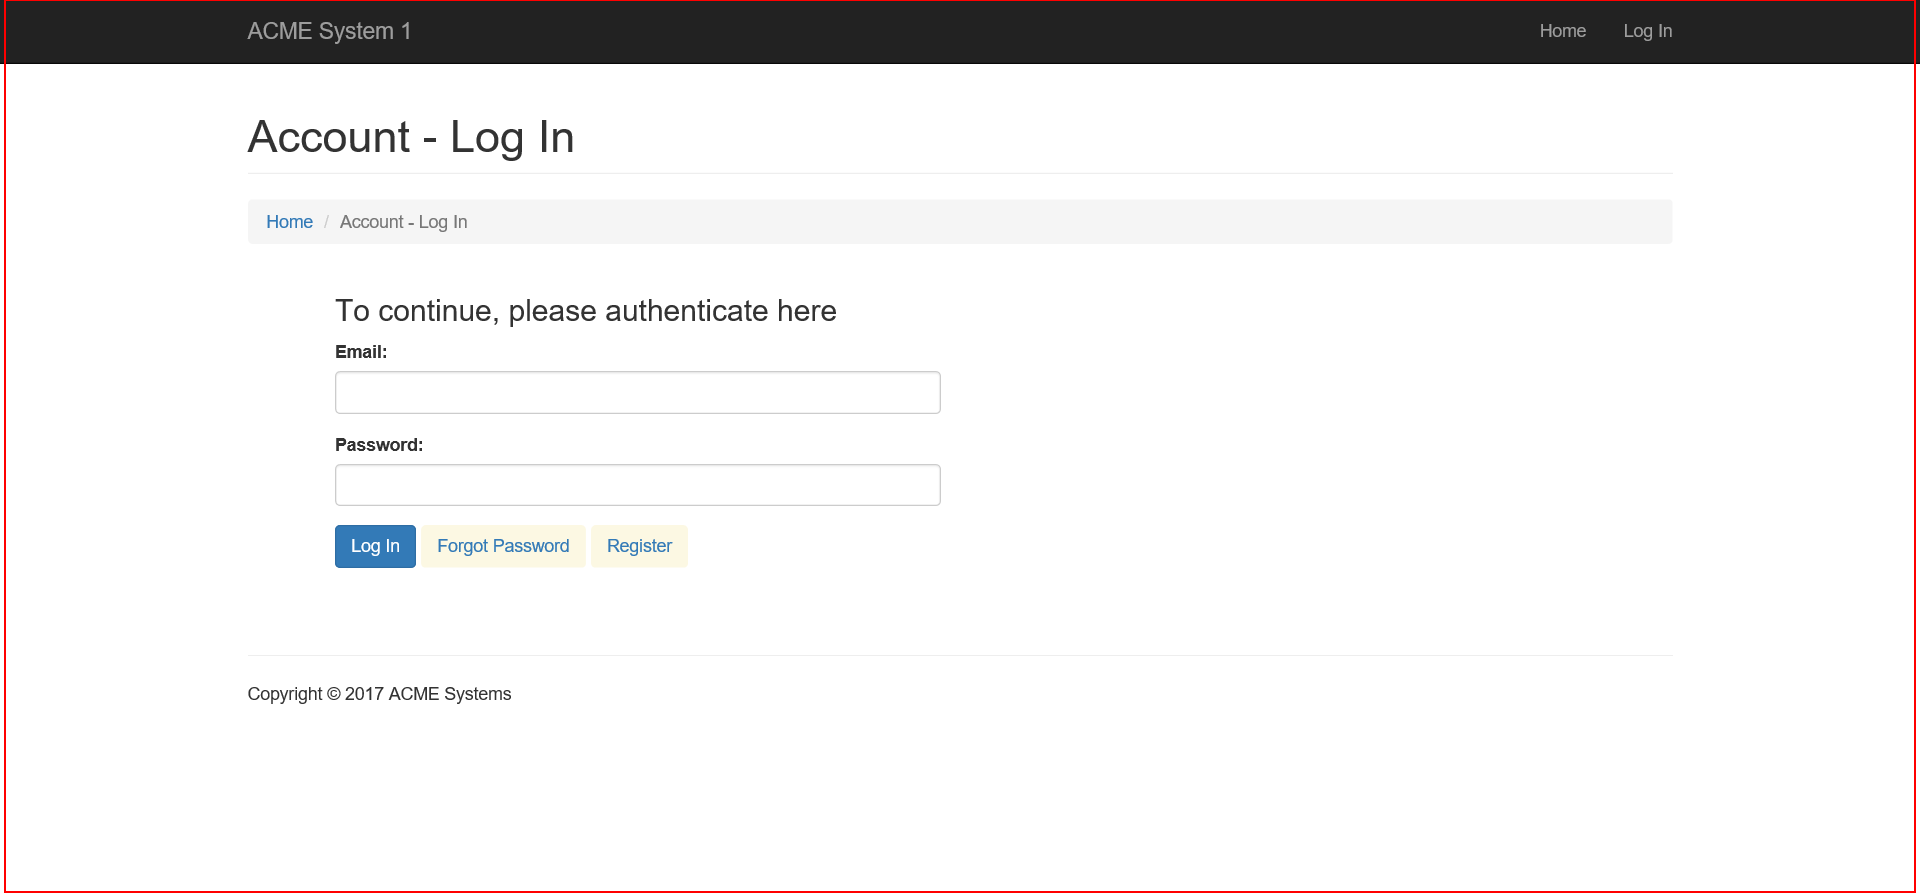 ACME System 1 Home Log In
Account - Log In
Home / Account - Log In
To continue, please authenticate here
Email:
Password:
Log In Forgot Password Register
Copyright © 2017 ACME Systems